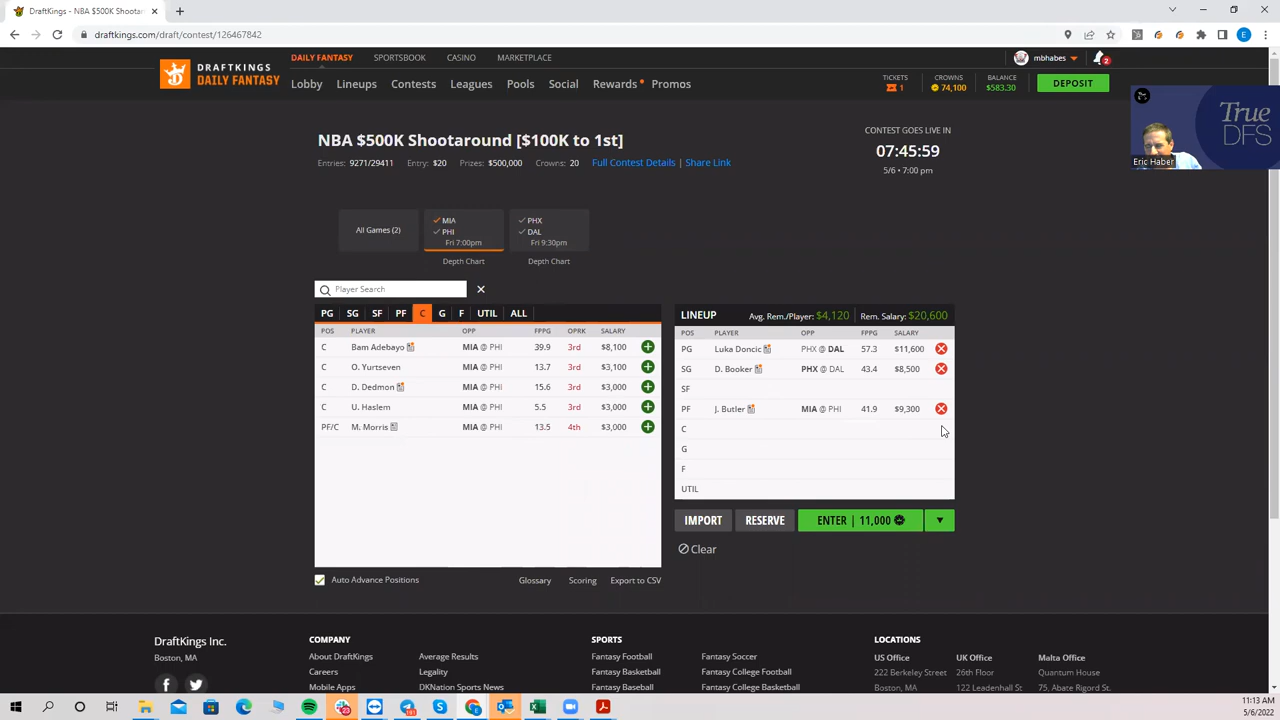 DraftKings - NBA $500K Shootar
draftkings.com/draft/contest/126467842
E
DRAFTKINGS
DAILY FANTASY
DAILY FANTASY SPORTSBOOK CASINO MARKETPLACE
mbhabes
2
Lobby Lineups Contests Leagues Pools Social Rewards Promos
TICKETS CROWNS BALANCE
1 74,100 $583.30
DEPOSIT
True
DFS
Eric Haber
NBA $500K Shootaround [$100K to 1st]
Entries: 9271/29411 Entry: $20 Prizes: $500,000 Crowns: 20 Full Contest Details | Share Link
CONTEST GOES LIVE IN
07:45:59
5/6 • 7:00 pm
All Games (2)
MIA
PHI
Fri 7:00pm
Depth Chart
PHX
DAL
Fri 9:30pm
Depth Chart
Player Search
PG SG SF PF C G F UTIL ALL
POS PLAYER OPP FPPG OPRK SALARY
C Bam Adebayo MIA @ PHI 39.9 3rd $8,100
C O. Yurtseven MIA @ PHI 13.7 3rd $3,100
C D. Dedmon MIA @ PHI 15.6 3rd $3,000
C U. Haslem MIA @ PHI 5.5 3rd $3,000
PF/C M. Morris MIA @ PHI 13.5 4th $3,000
Auto Advance Positions
Glossary Scoring Export to CSV
LINEUP Avg. Rem./Player: $4,120 Rem. Salary: $20,600
POS PLAYER OPP FPPG SALARY
PG Luka Doncic PHX @ DAL 57.3 $11,600
SG D. Booker PHX @ DAL 43.4 $8,500
SF
PF J. Butler MIA @ PHI 41.9 $9,300
C
G
F
UTIL
IMPORT RESERVE ENTER | 11,000
Clear
DraftKings Inc.
Boston, MA
COMPANY
About DraftKings
Careers
Mobile Apps
Average Results
Legality
DKNation Sports News
SPORTS
Fantasy Football
Fantasy Basketball
Fantasy Baseball
Fantasy Soccer
Fantasy College Football
Fantasy College Basketball
LOCATIONS
US Office
222 Berkeley Street
Boston, MA
UK Office
26th Floor
122 Leadenhall St
Malta Office
Quantum House
75, Abate Rigord St.
11:13 AM
5/6/2022